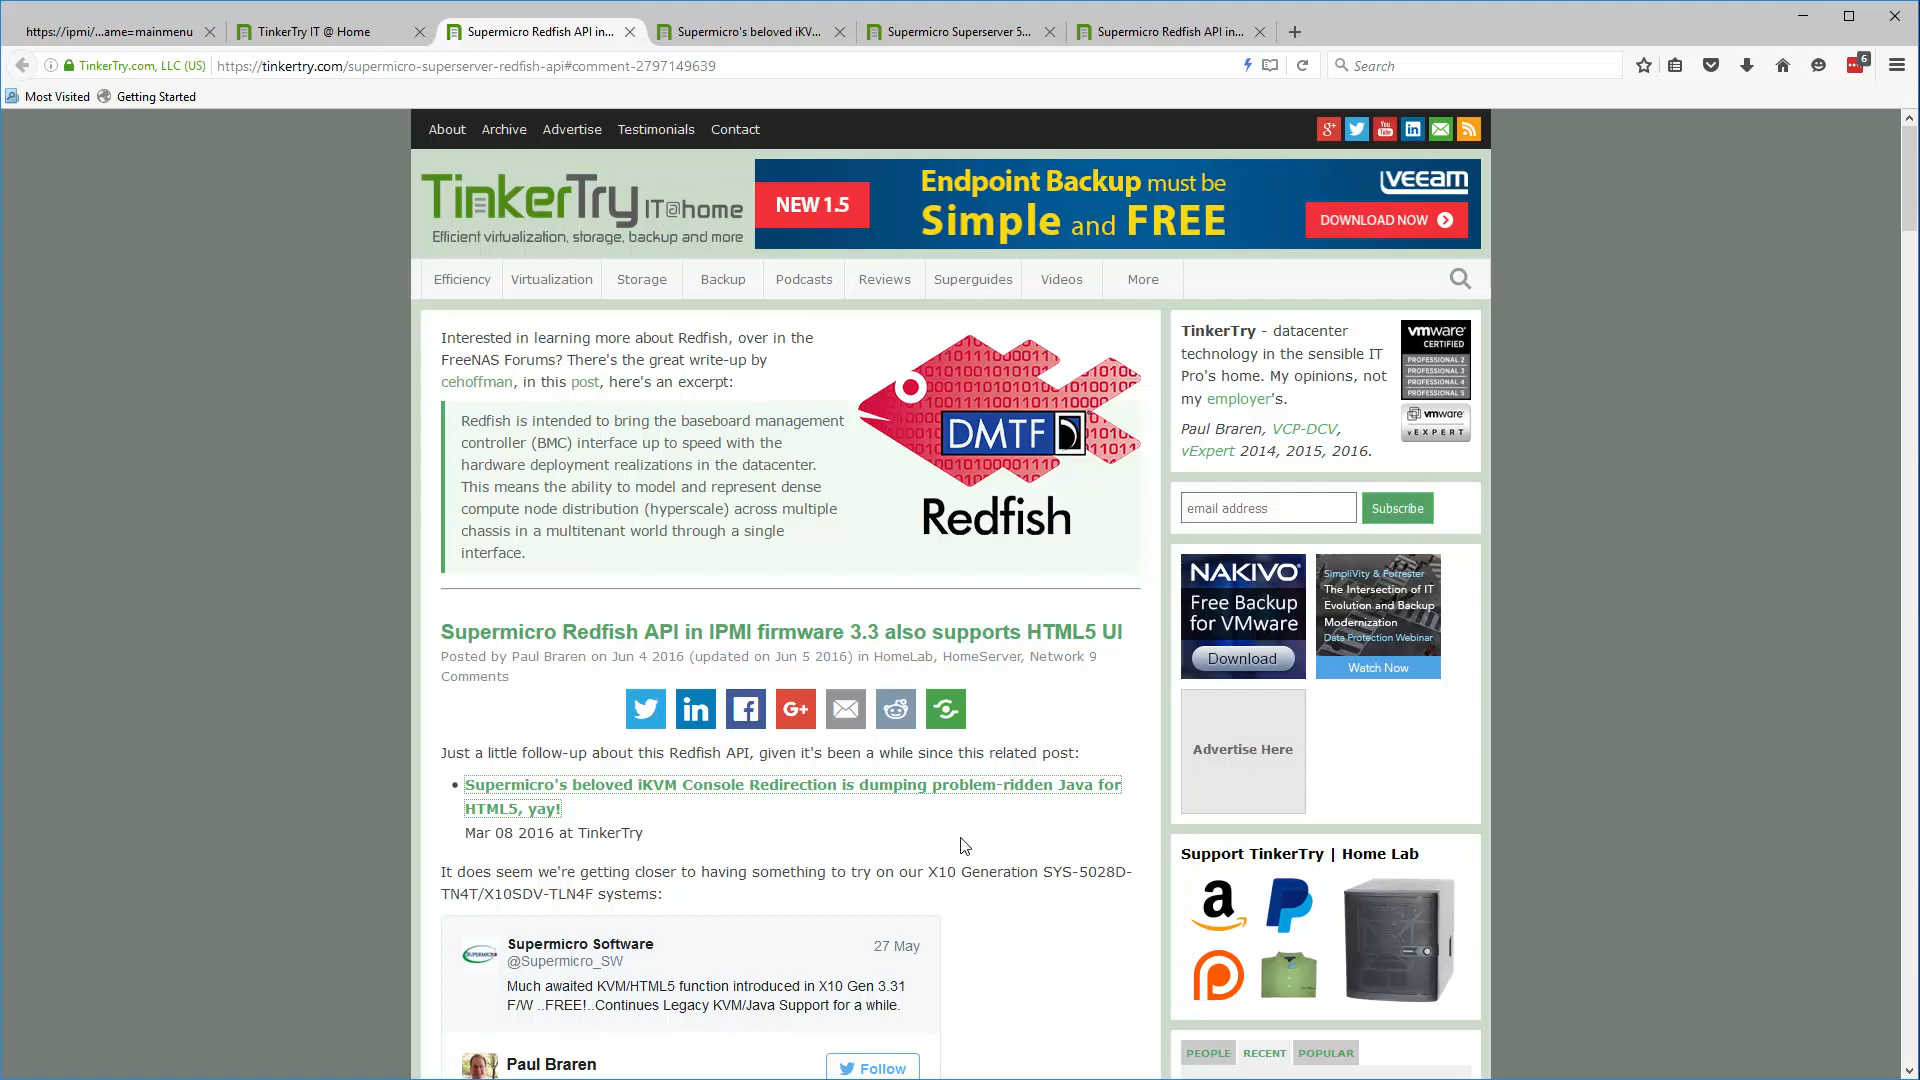 https://ipmi/...ame=mainmenu
TinkerTry IT @ Home
Supermicro Redfish API in...
Supermicro's beloved iKV...
Supermicro Superserver 5...
Supermicro Redfish API in...
TinkerTry.com, LLC (US)
https://tinkertry.com/supermicro-superserver-redfish-api#comment-2797149639
Search
6
Most Visited
Getting Started
About
Archive
Advertise
Testimonials
Contact
TinkerTry IT@home
Efficient virtualization, storage, backup and more
NEW 1.5
Endpoint Backup must be
Simple and FREE
VEEAM
DOWNLOAD NOW
Efficiency
Virtualization
Storage
Backup
Podcasts
Reviews
Superguides
Videos
More
Interested in learning more about Redfish, over in the
FreeNAS Forums? There's the great write-up by
cehoffman, in this post, here's an excerpt:
Redfish is intended to bring the baseboard management
controller (BMC) interface up to speed with the
hardware deployment realizations in the datacenter.
This means the ability to model and represent dense
compute node distribution (hyperscale) across multiple
chassis in a multitenant world through a single
interface.
DMTF
Redfish
Supermicro Redfish API in IPMI firmware 3.3 also supports HTML5 UI
Posted by Paul Braren on Jun 4 2016 (updated on Jun 5 2016) in HomeLab, HomeServer, Network 9
Comments
Just a little follow-up about this Redfish API, given it's been a while since this related post:
• Supermicro's beloved iKVM Console Redirection is dumping problem-ridden Java for
HTML5, yay!
Mar 08 2016 at TinkerTry
It does seem we're getting closer to having something to try on our X10 Generation SYS-5028D-
TN4T/X10SDV-TLN4F systems:
SUPERMICRO
Supermicro Software
27 May
@Supermicro_SW
Much awaited KVM/HTML5 function introduced in X10 Gen 3.31
F/W ..FREE!..Continues Legacy KVM/Java Support for a while.
Paul Braren
Follow
TinkerTry - datacenter
technology in the sensible IT
Pro's home. My opinions, not
my employer's.
Paul Braren, VCP-DCV,
vExpert 2014, 2015, 2016.
vmware
CERTIFIED
PROFESSIONAL 2
PROFESSIONAL 3
PROFESSIONAL 4
PROFESSIONAL 5
vmware
vEXPERT
email address
Subscribe
NAKIVO
Free Backup
for VMware
Download
SimpliVity & Forrester
The Intersection of IT
Evolution and Backup
Modernization
Data Protection Webinar
Watch Now
Advertise Here
Support TinkerTry | Home Lab
PEOPLE
RECENT
POPULAR